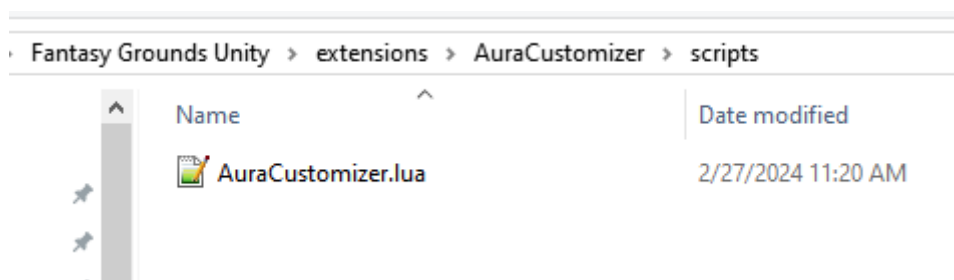 Fantasy Grounds Unity > extensions > AuraCustomizer > scripts
Name Date modified
AuraCustomizer.lua 2/27/2024 11:20 AM